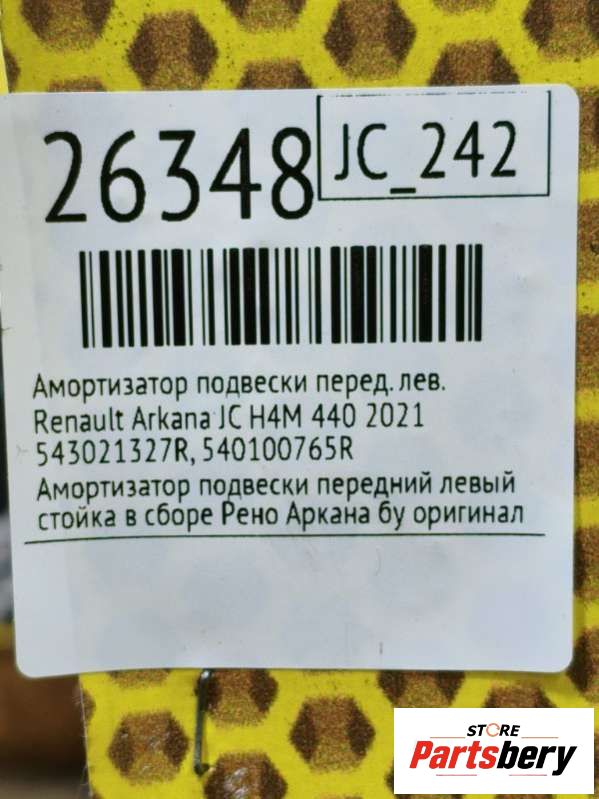 26348
JC_242
Амортизатор подвески перед. лев.
Renault Arkana JC H4M 440 2021
543021327R, 540100765R
Амортизатор подвески передний левый
стойка в сборе Рено Аркана бу оригинал
STORE
Partsbery